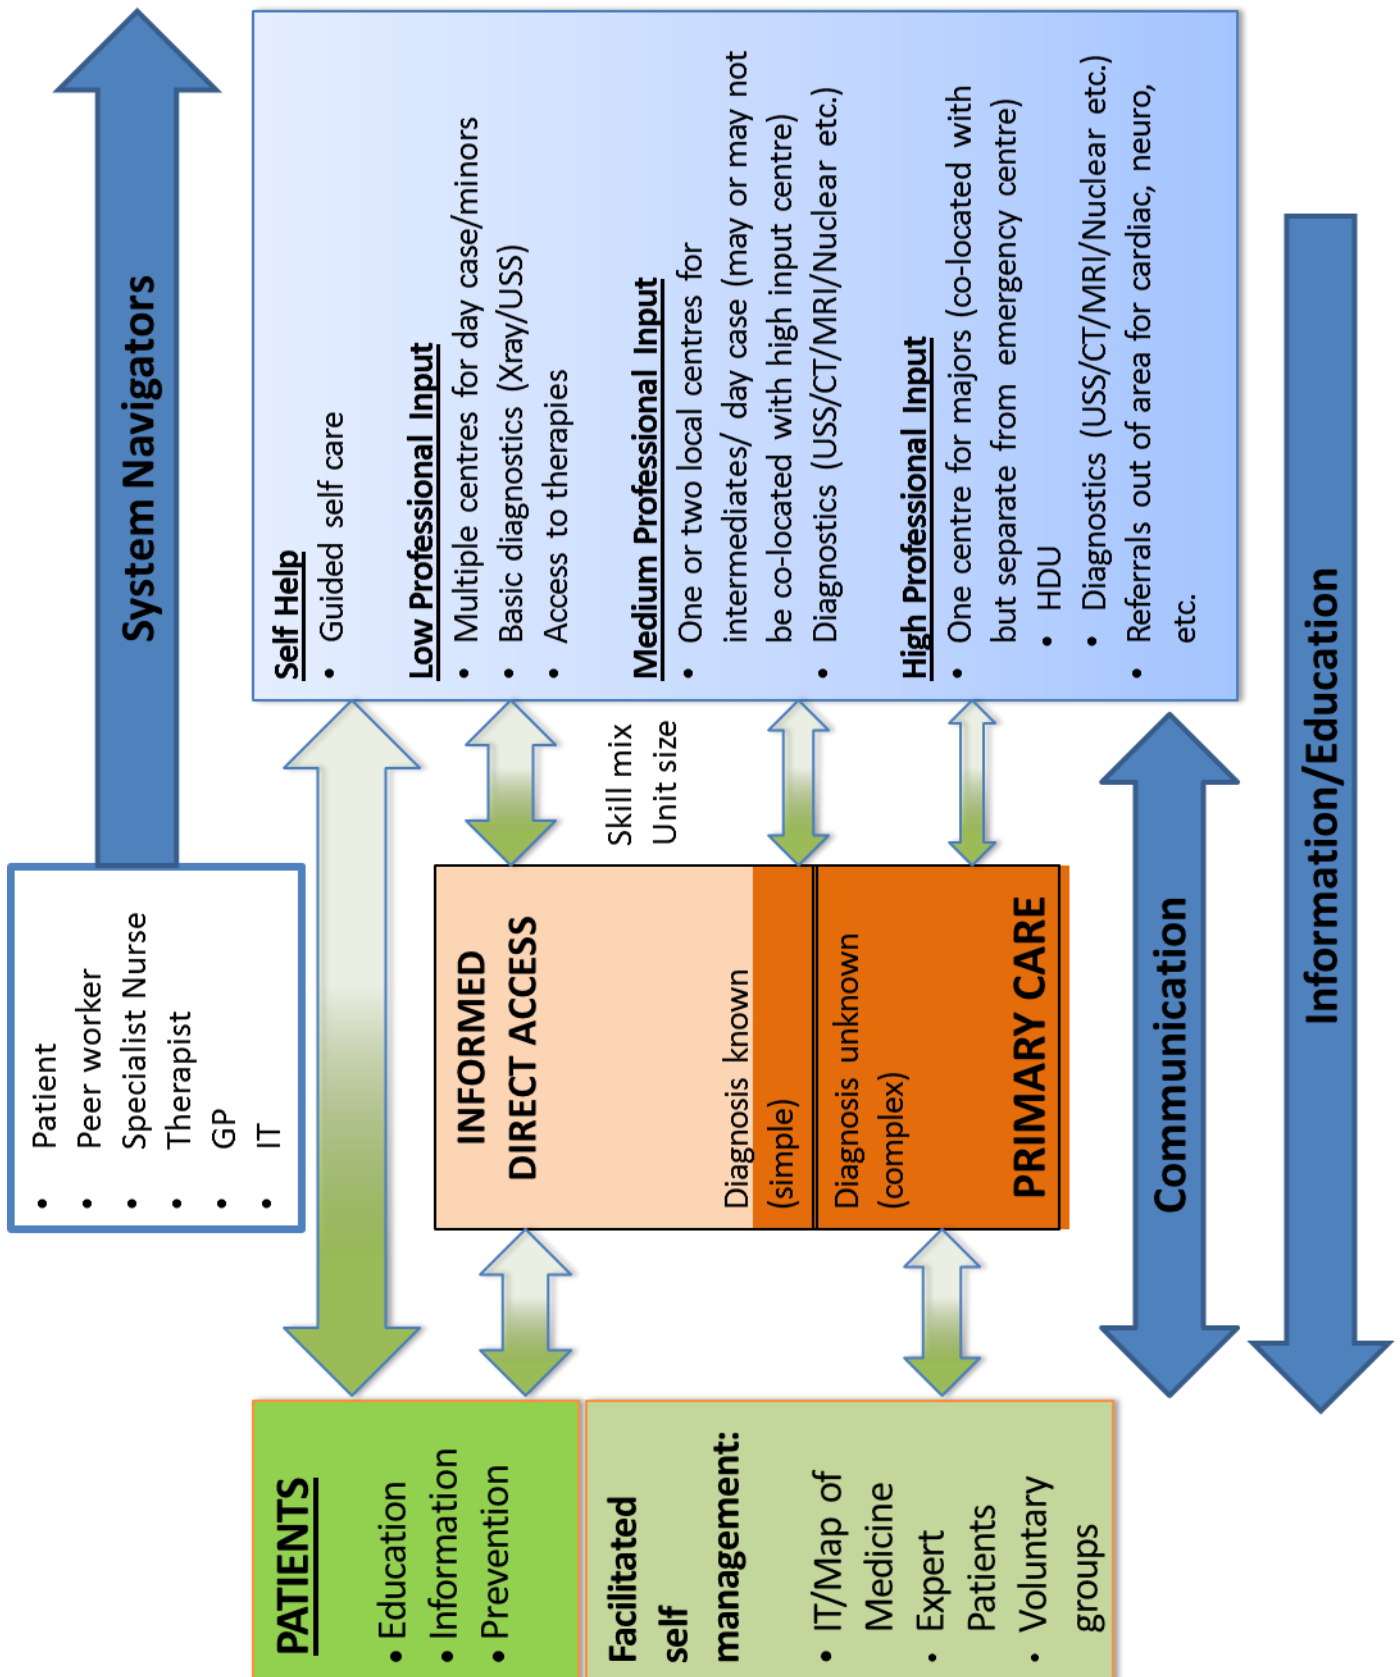 • Patient
• Peer worker
• Specialist Nurse
• Therapist
• GP
• IT
System Navigators
PATIENTS
• Education
• Information
• Prevention
Facilitated
self
management:
• IT/Map of
Medicine
• Expert
Patients
• Voluntary
groups
INFORMED
DIRECT ACCESS
Diagnosis known
(simple)
Diagnosis unknown
(complex)
PRIMARY CARE
Skill mix
Unit size
Self Help
• Guided self care
Low Professional Input
• Multiple centres for day case/minors
• Basic diagnostics (Xray/USS)
• Access to therapies
Medium Professional Input
• One or two local centres for
intermediates/ day case (may or may not
be co-located with high input centre)
• Diagnostics (USS/CT/MRI/Nuclear etc.)
High Professional Input
• One centre for majors (co-located with
but separate from emergency centre)
• HDU
• Diagnostics (USS/CT/MRI/Nuclear etc.)
• Referrals out of area for cardiac, neuro,
etc.
Communication
Information/Education